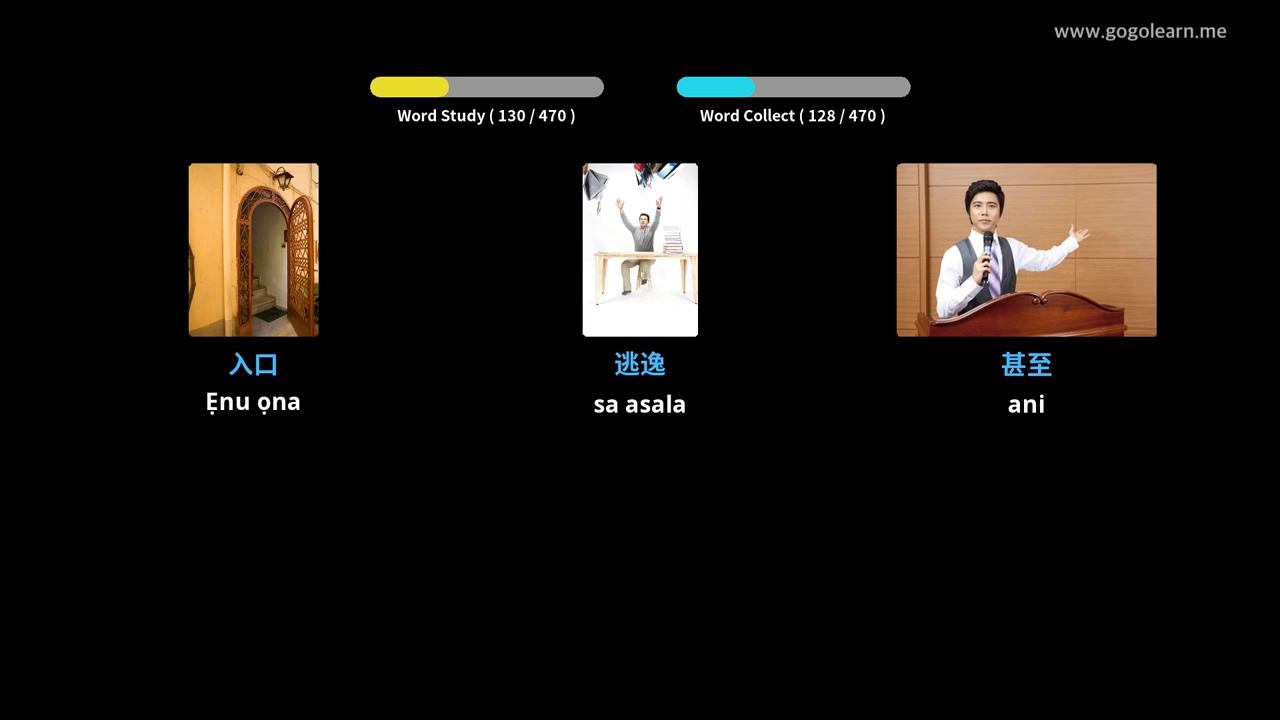 www.gogolearn.me
Word Study ( 130 / 470 )
Word Collect ( 128 / 470 )
入口
逃逸
甚至
Ẹnu ọna
sa asala
ani